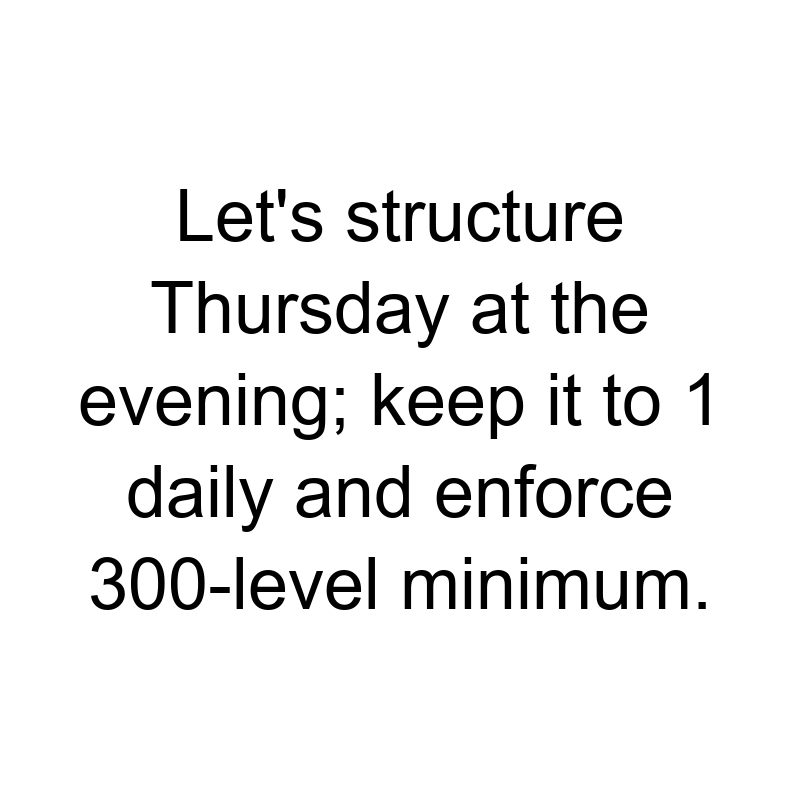 Let's structure
Thursday at the
evening; keep it to 1
daily and enforce
300-level minimum.